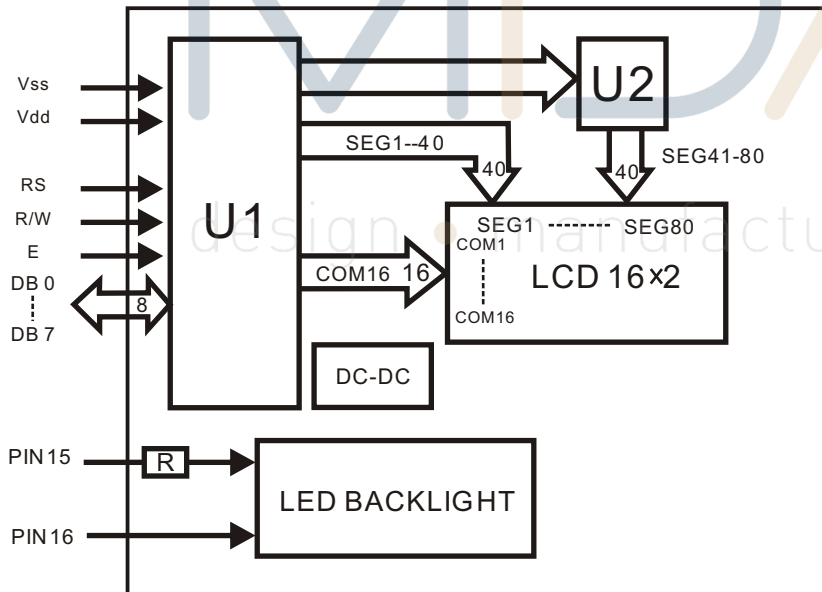 MIDA
Vss
Vdd
RS
R/W
E
DB 0
DB 7
8
U1
U2
SEG1--40
40
40
SEG41-80
COM16 16
SEG1 SEG80
COM1
LCD 16×2
COM16
DC-DC
design • manufactu
PIN15
R
LED BACKLIGHT
PIN16